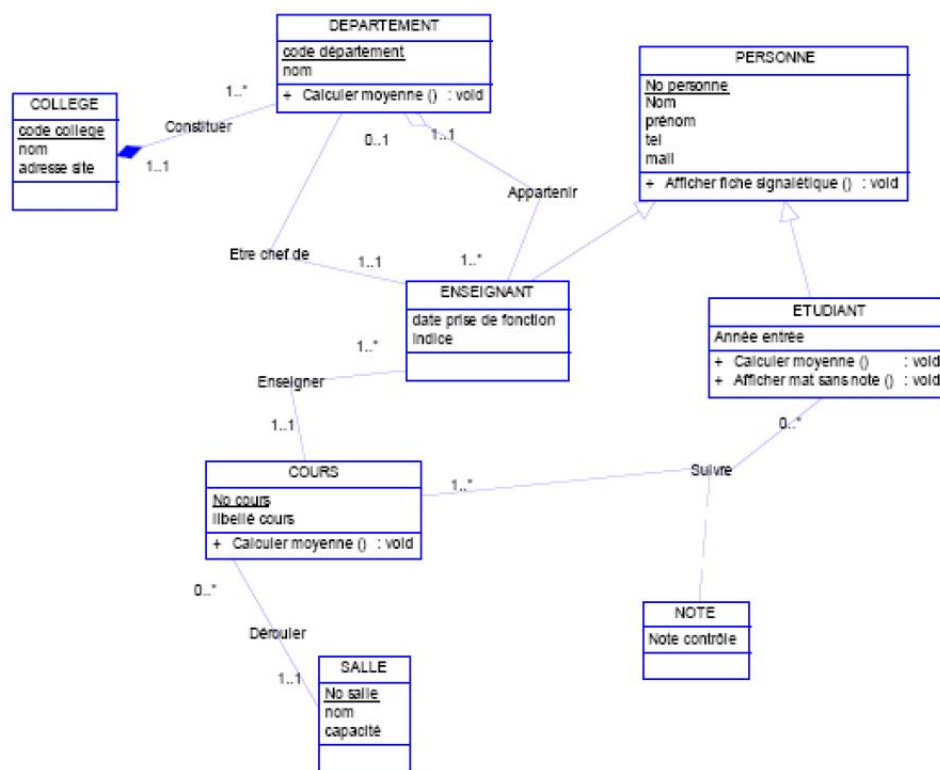 DEPARTEMENT
code département
nom
+ Calculer moyenne () : void
PERSONNE
No personne
Nom
prénom
tel
mail
+ Afficher fiche signalétique () : void
COLLEGE
code college
nom
adresse site
1..*
Constituer
1..1
0..1
1..1
Appartenir
Etre chef de
1..1
1..*
ENSEIGNANT
date prise de fonction
indice
ETUDIANT
Année entrée
+ Calculer moyenne () : void
+ Afficher mat sans note () : void
1..*
Enseigner
1..1
0..*
Suivre
1..*
COURS
No cours
libellé cours
+ Calculer moyenne () : void
0..*
Dérouler
1..1
NOTE
Note contrôle
SALLE
No salle
nom
capacité